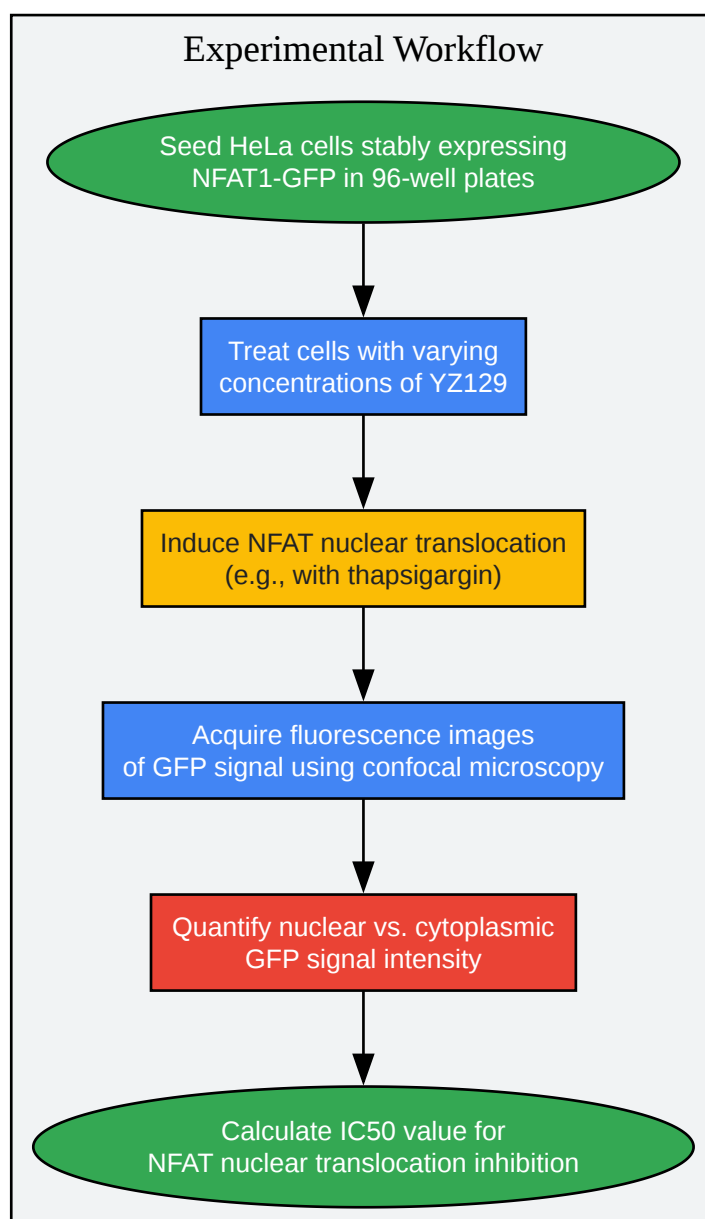 Experimental Workflow
Seed HeLa cells stably expressing
NFAT1-GFP in 96-well plates
Treat cells with varying
concentrations of YZ129
Induce NFAT nuclear translocation
(e.g., with thapsigargin)
Acquire fluorescence images
of GFP signal using confocal microscopy
Quantify nuclear vs. cytoplasmic
GFP signal intensity
Calculate IC50 value for
NFAT nuclear translocation inhibition